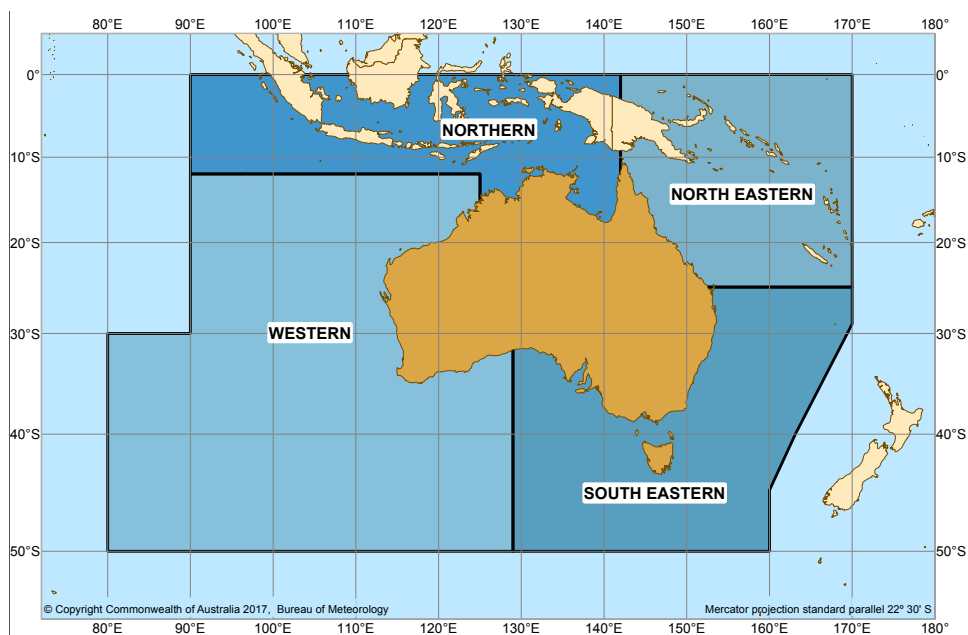 80°E 90°E 100°E 110°E 120°E 130°E 140°E 150°E 160°E 170°E 180°
0° 0°
NORTHERN
10°S 10°S
NORTH EASTERN
20°S 20°S
WESTERN
30°S 30°S
40°S 40°S
SOUTH EASTERN
50°S 50°S
© Copyright Commonwealth of Australia 2017, Bureau of Meteorology Mercator projection standard parallel 22° 30' S
80°E 90°E 100°E 110°E 120°E 130°E 140°E 150°E 160°E 170°E 180°